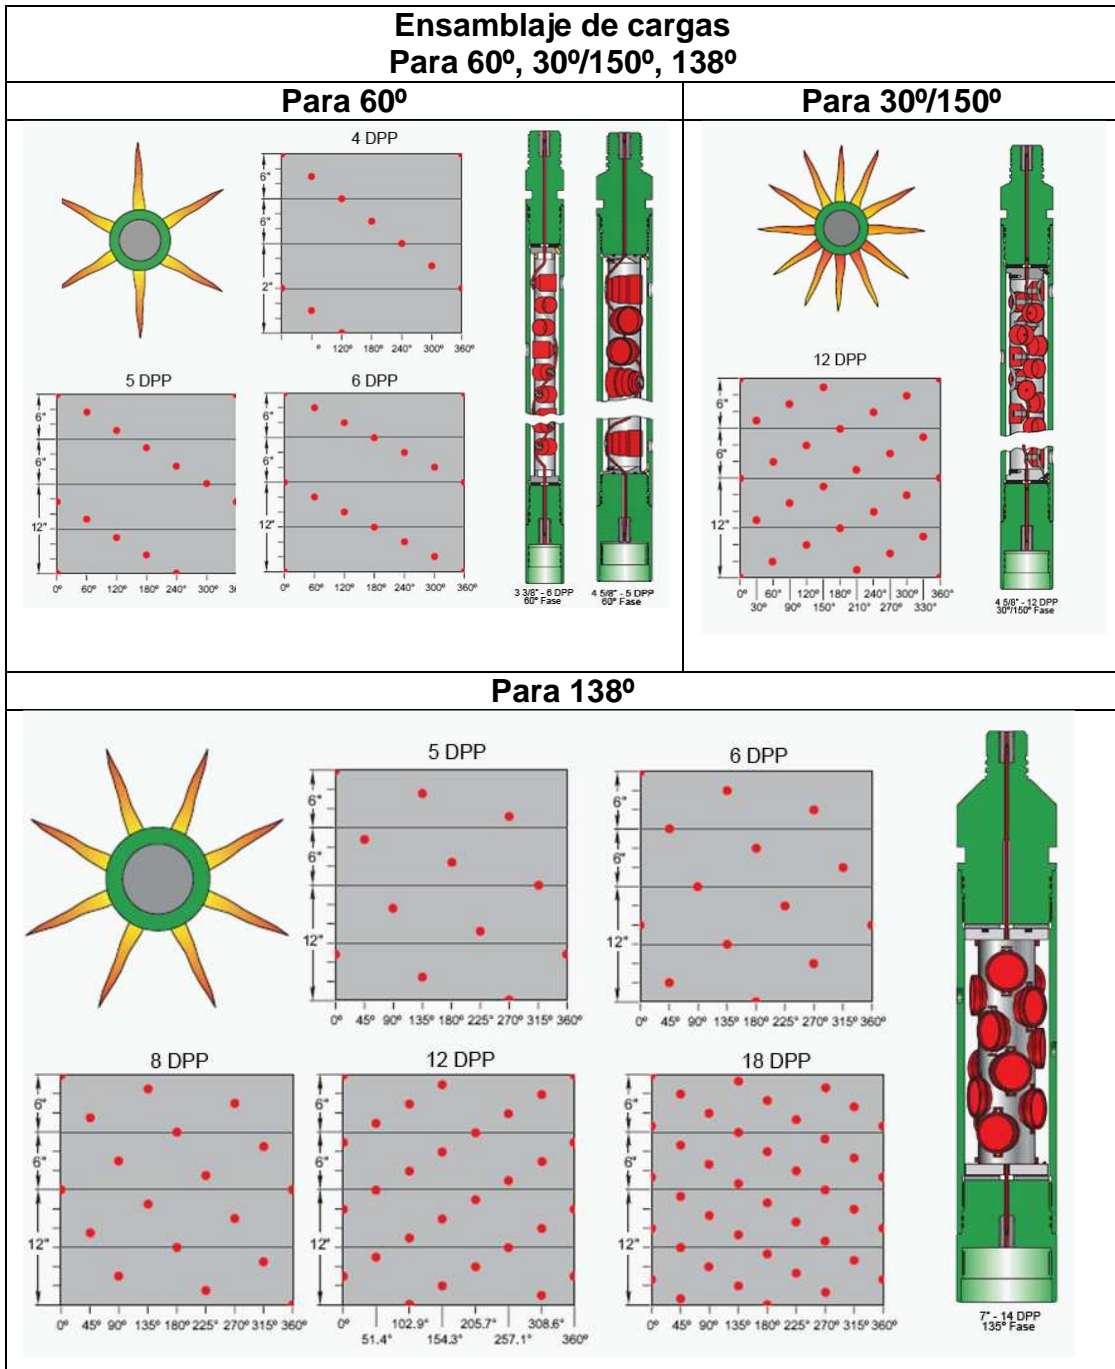 Ensamblaje de cargas
Para 60º, 30º/150º, 138º
Para 60º
Para 30º/150º
4 DPP
6"
6"
2"
º 120º 180º 240º 300º 360º
5 DPP
6"
6"
12"
0º 60º 120º 180º 240º 300º 3
6 DPP
6"
6"
12"
0º 60º 120º 180º 240º 300º 360º
3 3/8" - 6 DPP
60º Fase
4 5/8" - 5 DPP
60º Fase
12 DPP
6"
6"
12"
0º 60º 120º 180º 240º 300º 360º
30º 90º 150º 210º 270º 330º
4 5/8" - 12 DPP
30º/150º Fase
Para 138º
5 DPP
6"
6"
12"
0º 45º 90º 135º 180º 225º 270º 315º 360º
6 DPP
6"
6"
12"
0º 45º 90º 135º 180º 225º 270º 315º 360º
8 DPP
6"
6"
12"
0º 45º 90º 135º 180º 225º 270º 315º 360º
12 DPP
6"
6"
12"
0º 102.9º 205.7º 308.6º
51.4º 154.3º 257.1º 360º
18 DPP
6"
6"
12"
0º 45º 90º 135º 180º 225º 270º 315º 360º
7" - 14 DPP
135º Fase